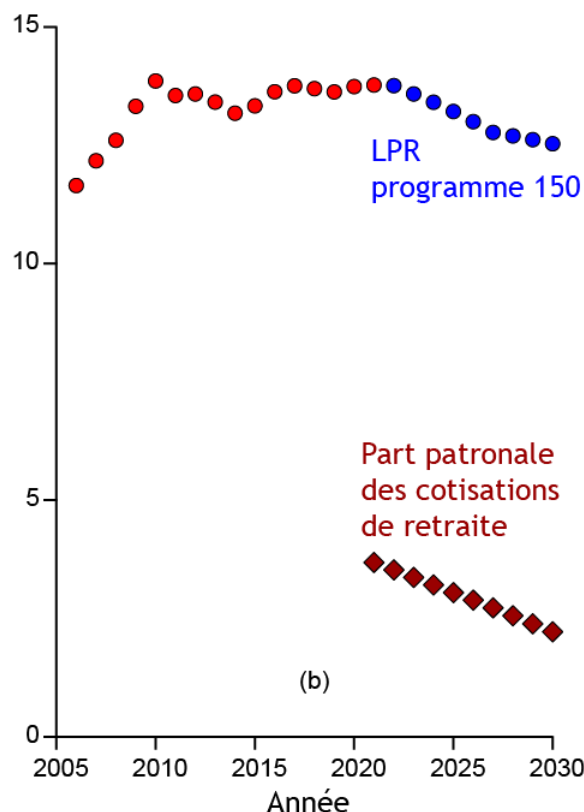 15
LPR
programme 150
10
Part patronale
des cotisations
de retraite
5
(b)
0
2005 2010 2015 2020 2025 2030
Année